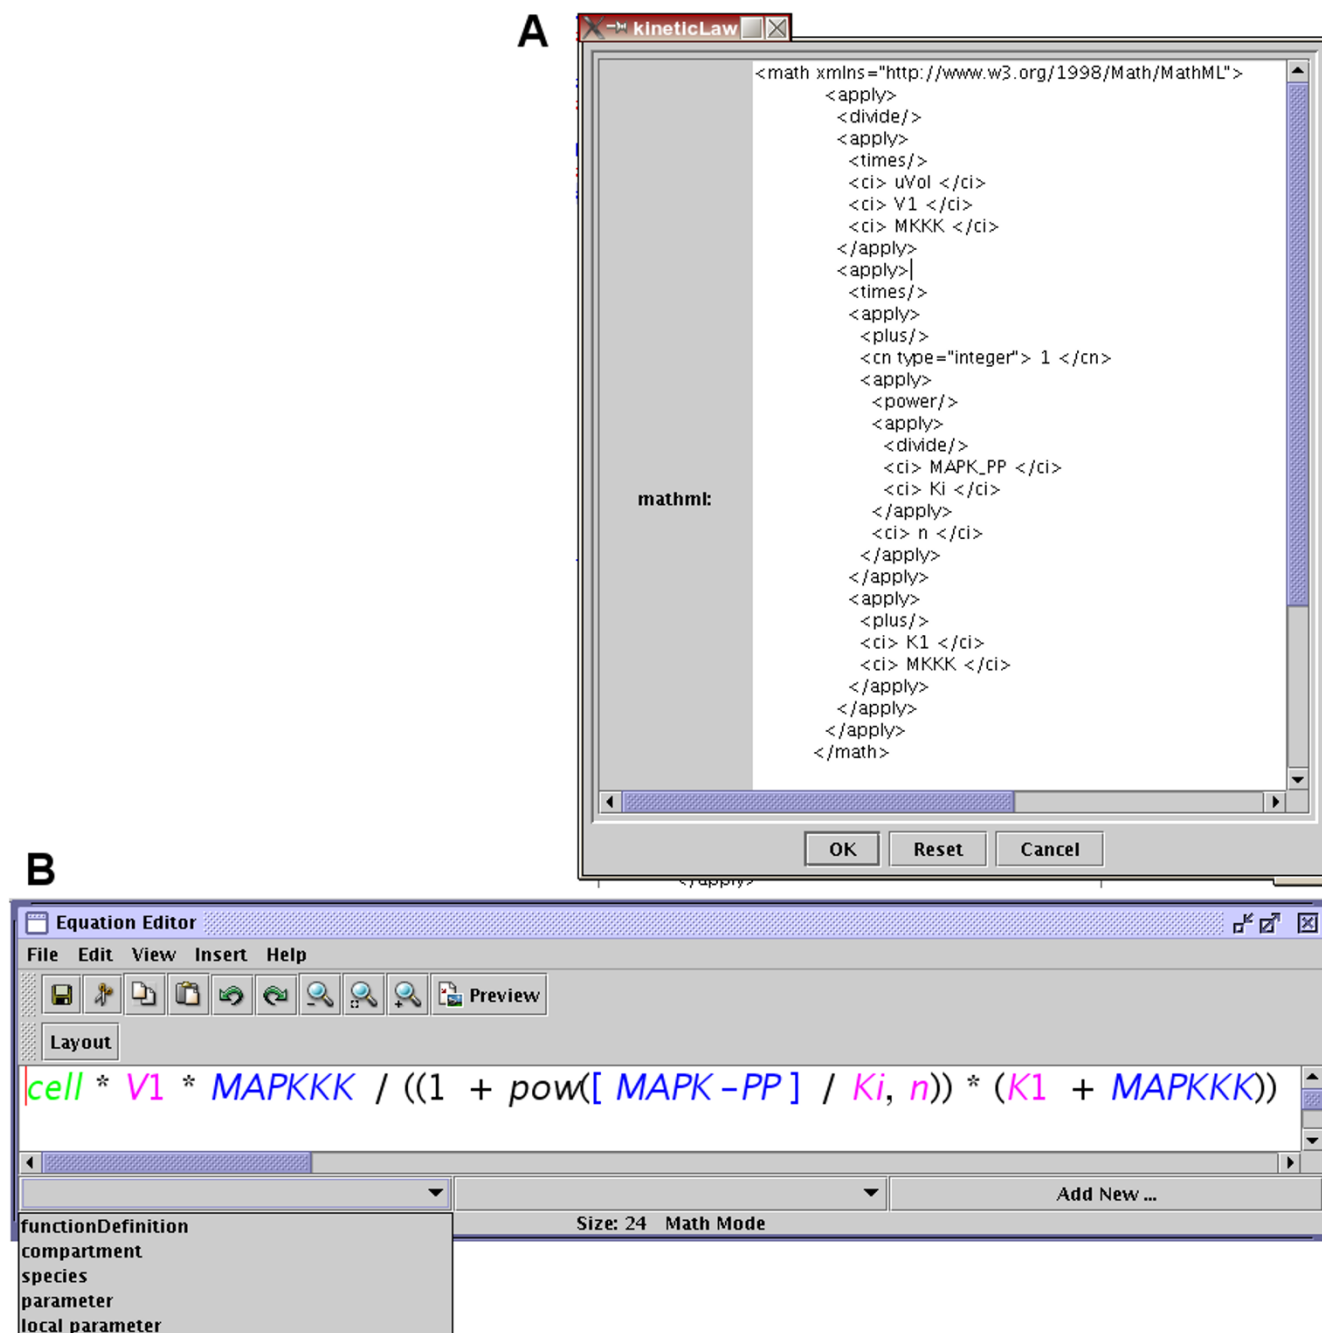 A
kineticLaw
<math xmlns="http://www.w3.org/1998/Math/MathML">
<apply>
<divide/>
<apply>
<times/>
<ci> uVol </ci>
<ci> V1 </ci>
<ci> MKKK </ci>
</apply>
<apply>
<times/>
<apply>
<plus/>
<cn type="integer"> 1 </cn>
<apply>
<power/>
<apply>
<divide/>
<ci> MAPK_PP </ci>
<ci> Ki </ci>
</apply>
<ci> n </ci>
</apply>
</apply>
<apply>
<plus/>
<ci> K1 </ci>
<ci> MKKK </ci>
</apply>
</apply>
</apply>
</math>
mathml:
OK Reset Cancel
</apply>
B
Equation Editor
File Edit View Insert Help
Preview
Layout
cell * V1 * MAPKKK / ((1 + pow([ MAPK-PP ] / Ki, n)) * (K1 + MAPKKK))
Add New ...
functionDefinition
Size: 24 Math Mode
compartment
species
parameter
local parameter